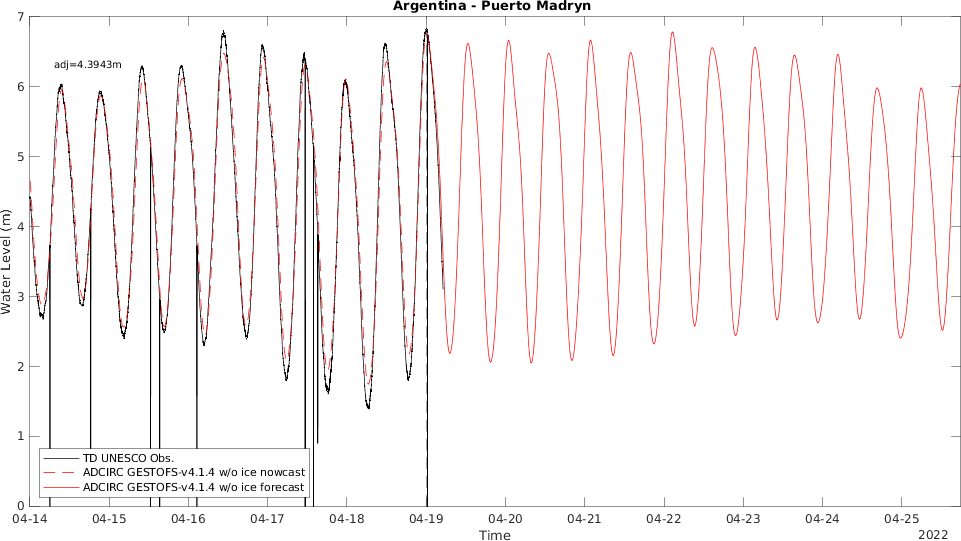 Argentina - Puerto Madryn
7
adj=4.3943m
6
5
4
3
2
1
0
Water Level (m)
TD UNESCO Obs.
ADCIRC GESTOFS-v4.1.4 w/o ice nowcast
ADCIRC GESTOFS-v4.1.4 w/o ice forecast
04-14 04-15 04-16 04-17 04-18 04-19 04-20 04-21 04-22 04-23 04-24 04-25
Time
2022